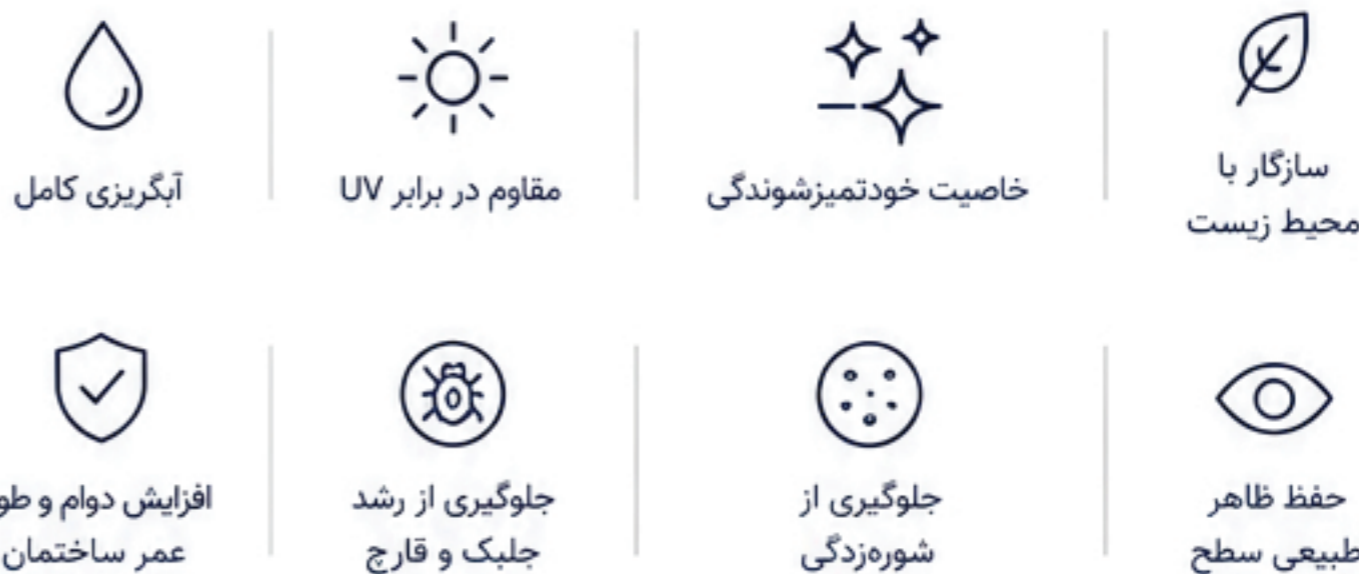 سازگار با
محیط زیست
خاصیت خودتمیزشوندگی
مقاوم در برابر UV
آبگریزی کامل
حفظ ظاهر
طبیعی سطح
جلوگیری از
شوره‌زدگی
جلوگیری از رشد
جلبک و قارچ
افزایش دوام و طو
عمر ساختمان